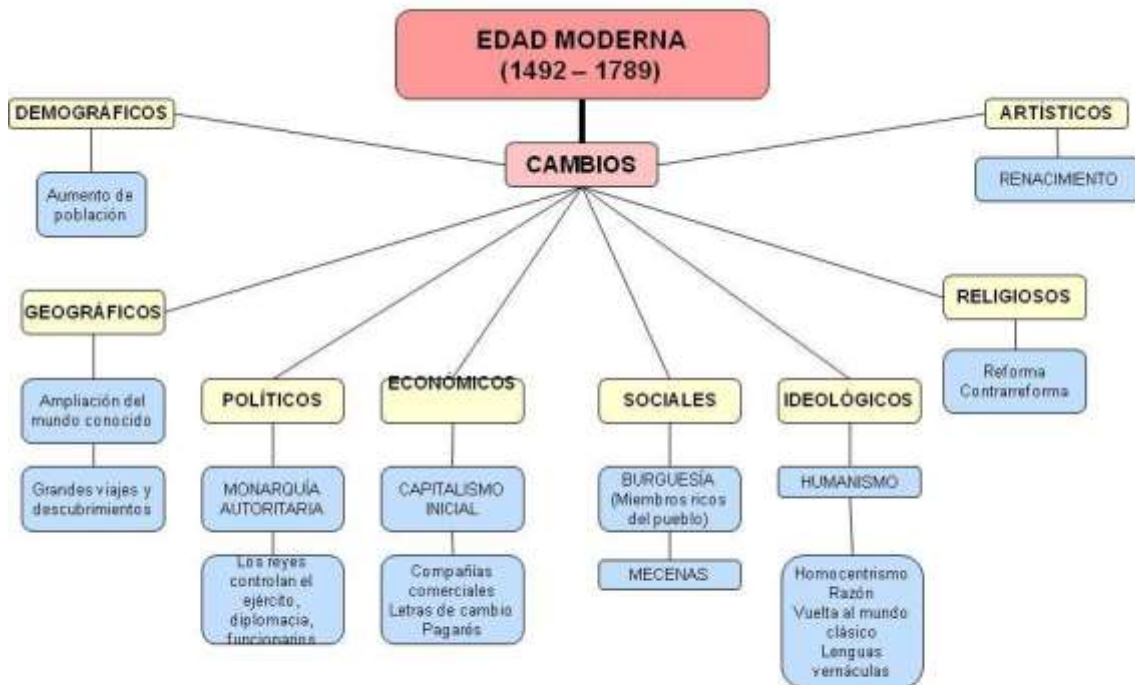 EDAD MODERNA
(1492 – 1789)
CAMBIOS
DEMOGRÁFICOS
Aumento de
población
ARTÍSTICOS
RENACIMIENTO
GEOGRÁFICOS
Ampliación del
mundo conocido
Grandes viajes y
descubrimientos
POLÍTICOS
MONARQUÍA
AUTORITARIA
Los reyes
controlan el
ejército,
diplomacia,
funcionarios
ECONÓMICOS
CAPITALISMO
INICIAL
Compañías
comerciales
Letras de cambio
Pagarés
SOCIALES
BURGUESÍA
(Miembros ricos
del pueblo)
MECENAS
IDEOLÓGICOS
HUMANISMO
Homocentrismo
Razón
Vuelta al mundo
clásico
Lenguas
vernáculas
RELIGIOSOS
Reforma
Contrarreforma